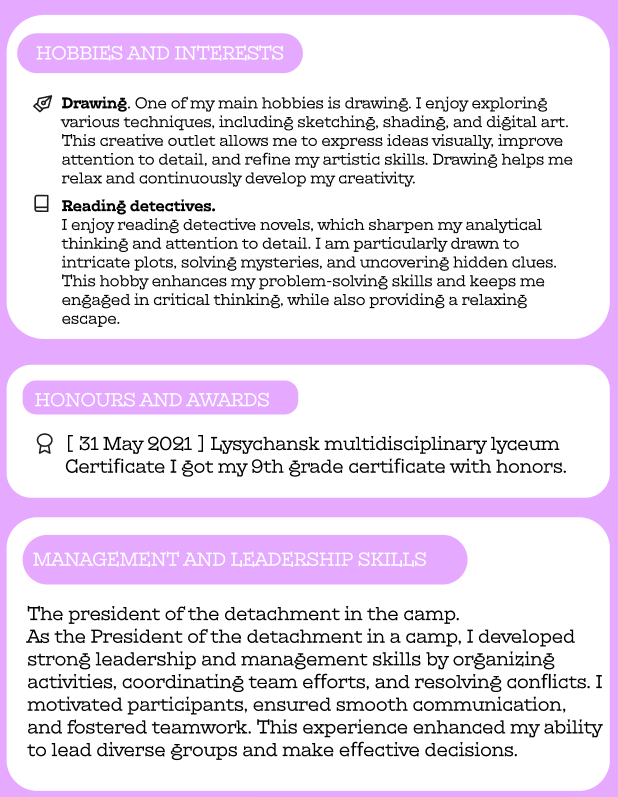 HOBBIES AND INTERESTS
Drawing. One of my main hobbies is drawing. I enjoy exploring
various techniques, including sketching, shading, and digital art.
This creative outlet allows me to express ideas visually, improve
attention to detail, and refine my artistic skills. Drawing helps me
relax and continuously develop my creativity.
Reading detectives.
I enjoy reading detective novels, which sharpen my analytical
thinking and attention to detail. I am particularly drawn to
intricate plots, solving mysteries, and uncovering hidden clues.
This hobby enhances my problem-solving skills and keeps me
engaged in critical thinking, while also providing a relaxing
escape.
HONOURS AND AWARDS
[ 31 May 2021 ] Lysychansk multidisciplinary lyceum
Certificate I got my 9th grade certificate with honors.
MANAGEMENT AND LEADERSHIP SKILLS
The president of the detachment in the camp.
As the President of the detachment in a camp, I developed
strong leadership and management skills by organizing
activities, coordinating team efforts, and resolving conflicts. I
motivated participants, ensured smooth communication,
and fostered teamwork. This experience enhanced my ability
to lead diverse groups and make effective decisions.